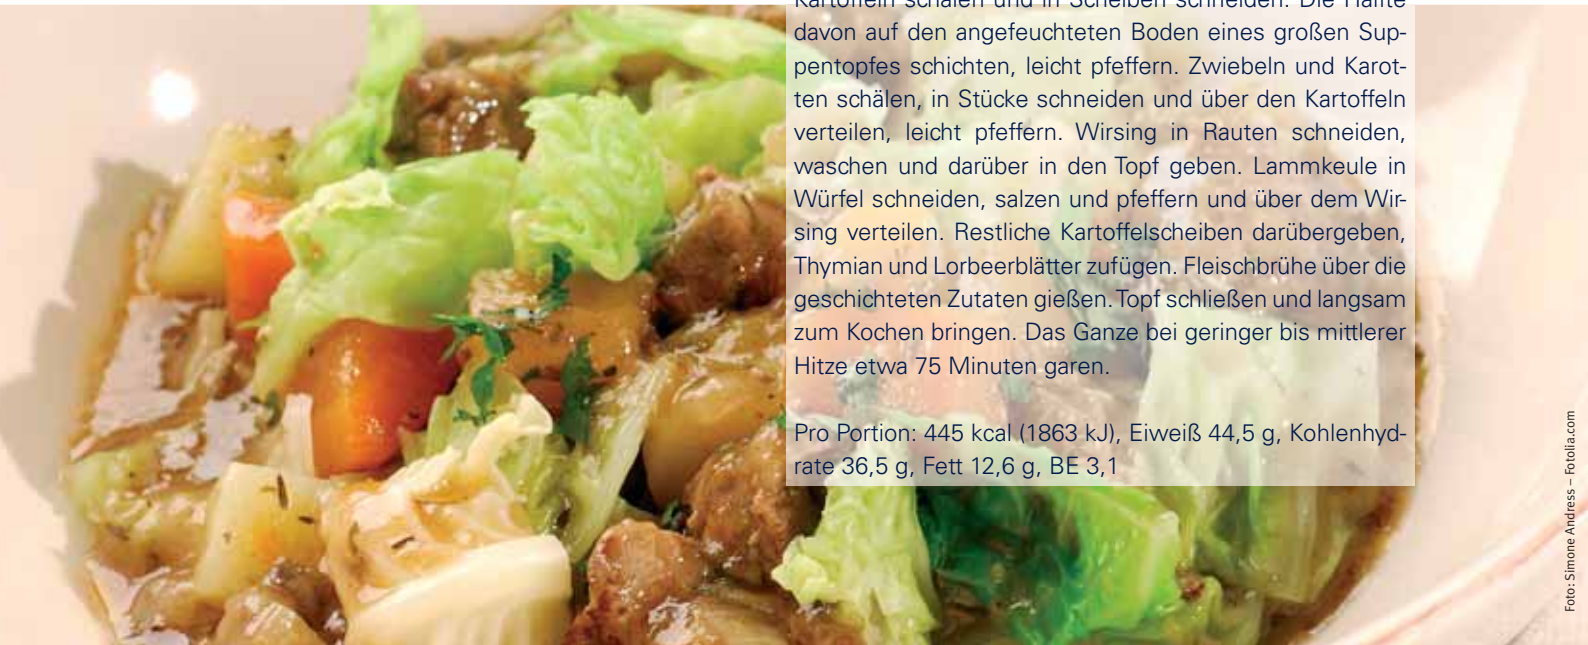 Kartoffeln schälen und in Scheiben schneiden. Die Hälfte
davon auf den angefeuchteten Boden eines großen Sup-
pentopfes schichten, leicht pfeffern. Zwiebeln und Karot-
ten schälen, in Stücke schneiden und über den Kartoffeln
verteilen, leicht pfeffern. Wirsing in Rauten schneiden,
waschen und darüber in den Topf geben. Lammkeule in
Würfel schneiden, salzen und pfeffern und über dem Wir-
sing verteilen. Restliche Kartoffelscheiben darübergeben,
Thymian und Lorbeerblätter zufügen. Fleischbrühe über die
geschichteten Zutaten gießen. Topf schließen und langsam
zum Kochen bringen. Das Ganze bei geringer bis mittlerer
Hitze etwa 75 Minuten garen.
Pro Portion: 445 kcal (1863 kJ), Eiweiß 44,5 g, Kohlenhyd-
rate 36,5 g, Fett 12,6 g, BE 3,1
Foto: Simone Andress – Fotolia.com